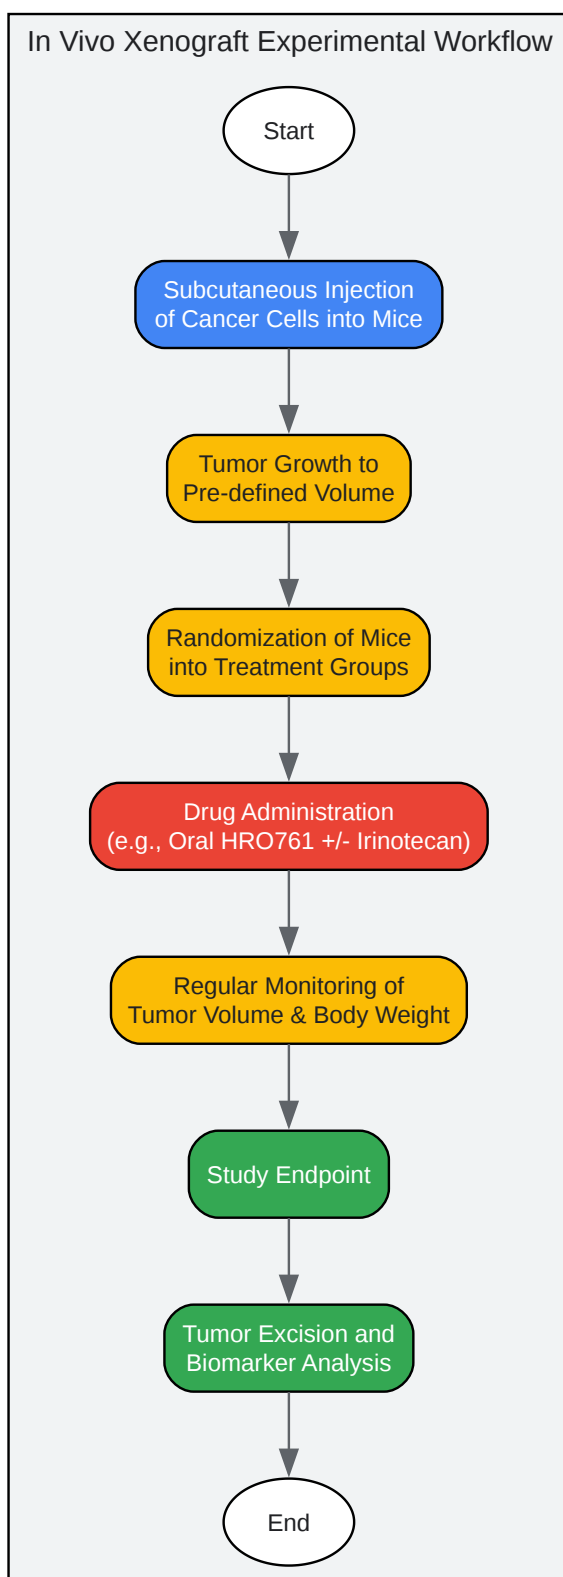 In Vivo Xenograft Experimental Workflow
Start
Subcutaneous Injection
of Cancer Cells into Mice
Tumor Growth to
Pre-defined Volume
Randomization of Mice
into Treatment Groups
Drug Administration
(e.g., Oral HRO761 +/- Irinotecan)
Regular Monitoring of
Tumor Volume & Body Weight
Study Endpoint
Tumor Excision and
Biomarker Analysis
End